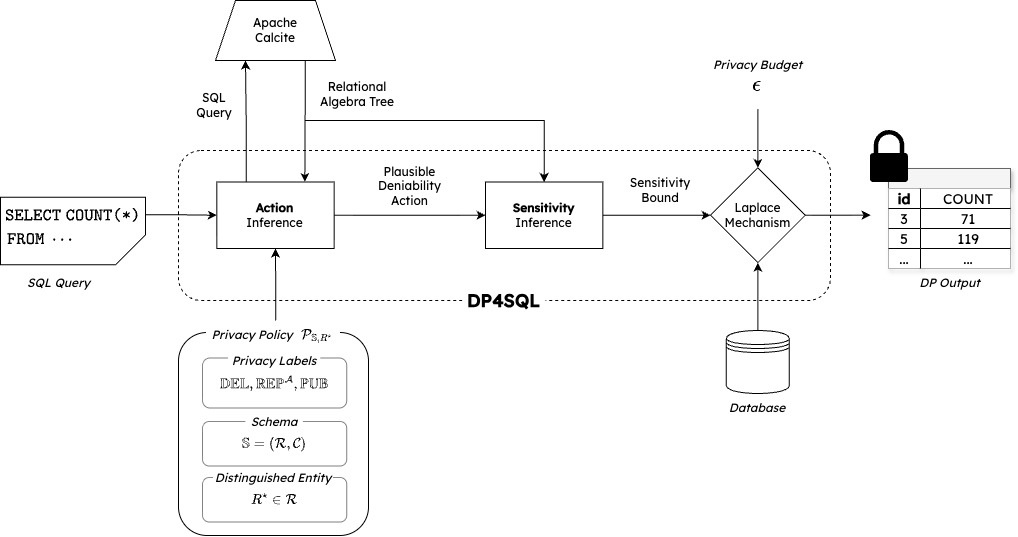 Apache
Calcite
Privacy Budget
ϵ
SQL
Query
Relational
Algebra Tree
SELECT COUNT(*)
FROM ···
SQL Query
Action
Inference
Plausible
Deniability
Action
Sensitivity
Inference
Sensitivity
Bound
Laplace
Mechanism
id COUNT
3 71
5 119
... ...
DP Output
DP4SQL
Privacy Policy 𝒫𝕊,R⋆
Privacy Labels
𝔻𝔼𝕃, ℝ𝔼ℙ𝒜, ℙ𝕌𝔹
Schema
𝕊 = (ℛ, 𝒞)
Distinguished Entity
R⋆ ∈ ℛ
Database